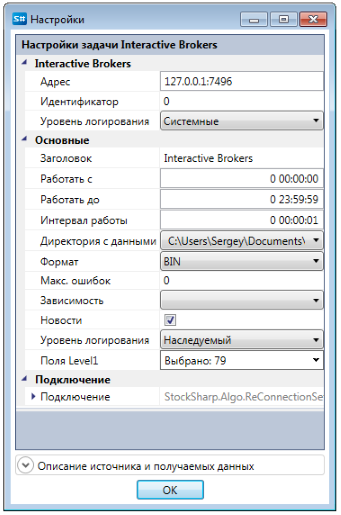 S# Настройки
Настройки задачи Interactive Brokers
Interactive Brokers
Адрес 127.0.0.1:7496
Идентификатор 0
Уровень логирования Системные
Основные
Заголовок Interactive Brokers
Работать с 0 00:00:00
Работать до 0 23:59:59
Интервал работы 0 00:00:01
Директория с данными C:\Users\Sergey\Documents\
Формат BIN
Макс. ошибок 0
Зависимость
Новости
Уровень логирования Наследуемый
Поля Level1 Выбрано: 79
Подключение
Подключение StockSharp.Algo.ReConnectionSe
Описание источника и получаемых данных
OK